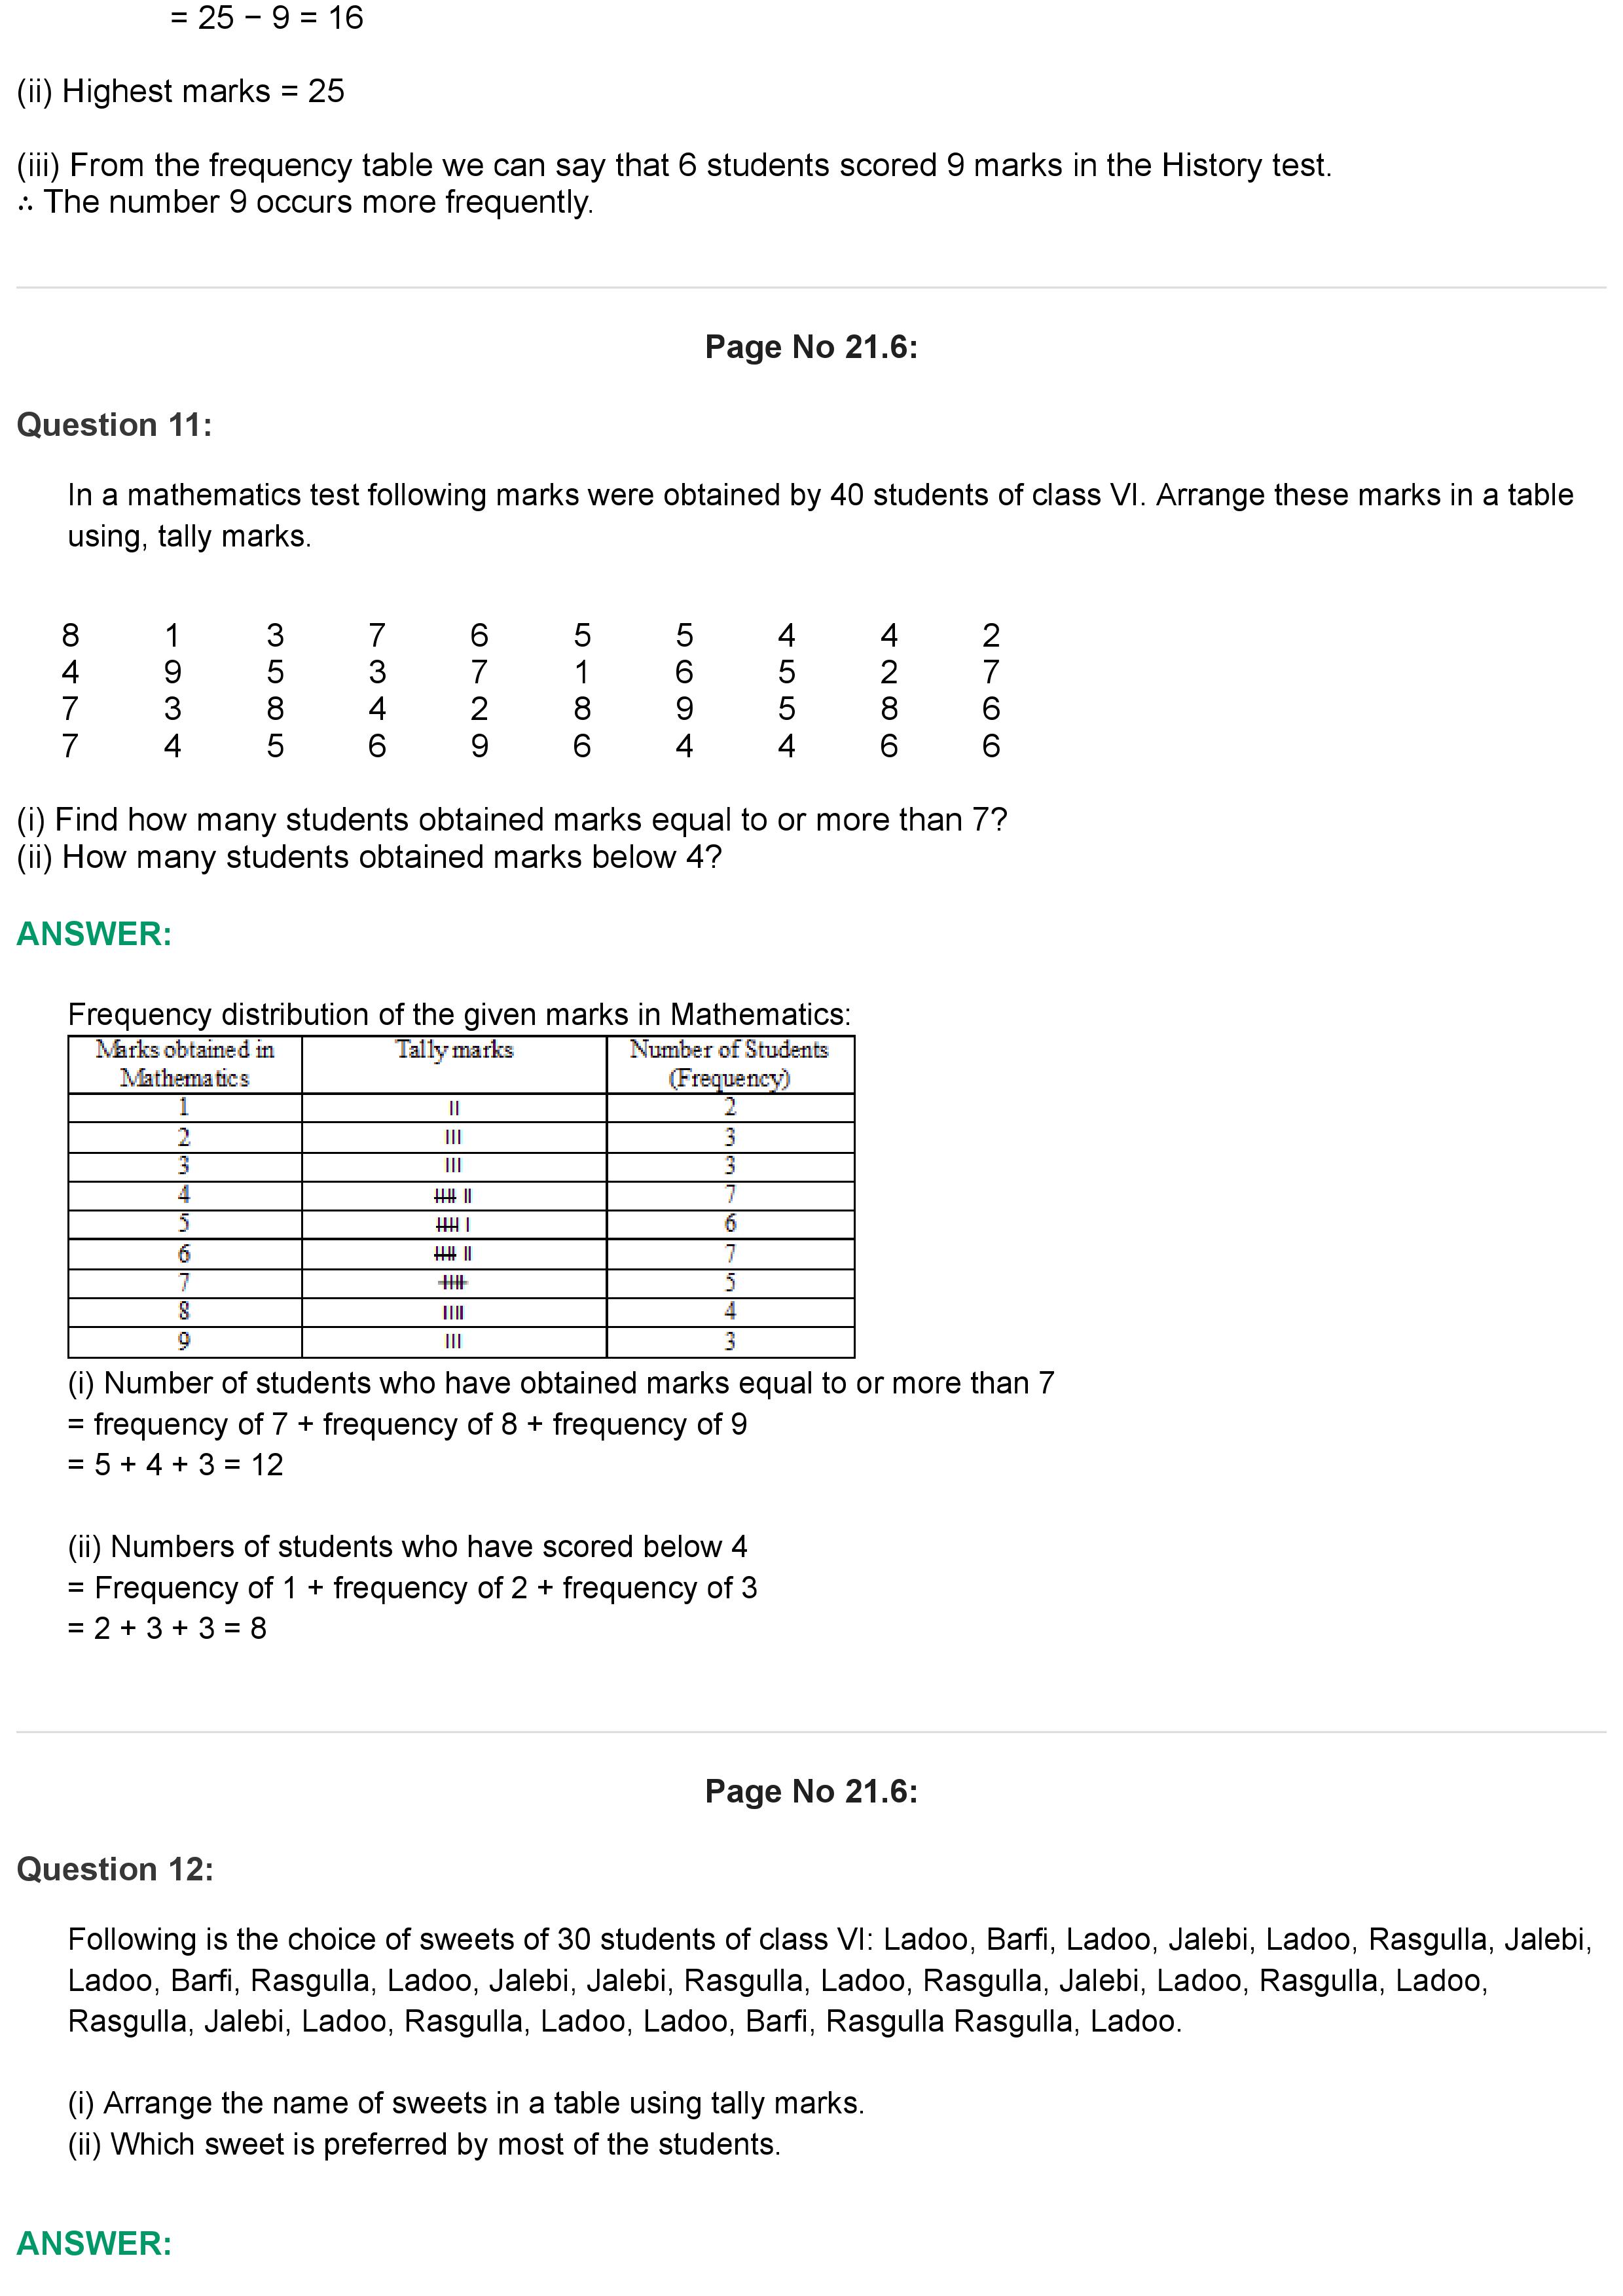 = 25 − 9 = 16
(ii) Highest marks = 25
(iii) From the frequency table we can say that 6 students scored 9 marks in the History test.
∴ The number 9 occurs more frequently.
Page No 21.6:
Question 11:
In a mathematics test following marks were obtained by 40 students of class VI. Arrange these marks in a table
using, tally marks.
8 1 3 7 6 5 5 4 4 2
4 9 5 3 7 1 6 5 2 7
7 3 8 4 2 8 9 5 8 6
7 4 5 6 9 6 4 4 6 6
(i) Find how many students obtained marks equal to or more than 7?
(ii) How many students obtained marks below 4?
ANSWER:
Frequency distribution of the given marks in Mathematics:
Marks obtained in Tally marks Number of Students
Mathematics (Frequency)
1 || 2
2 ||| 3
3 ||| 3
4 𝍸 || 7
5 𝍸 | 6
6 𝍸 || 7
7 𝍸 5
8 |||| 4
9 ||| 3
(i) Number of students who have obtained marks equal to or more than 7
= frequency of 7 + frequency of 8 + frequency of 9
= 5 + 4 + 3 = 12
(ii) Numbers of students who have scored below 4
= Frequency of 1 + frequency of 2 + frequency of 3
= 2 + 3 + 3 = 8
Page No 21.6:
Question 12:
Following is the choice of sweets of 30 students of class VI: Ladoo, Barfi, Ladoo, Jalebi, Ladoo, Rasgulla, Jalebi,
Ladoo, Barfi, Rasgulla, Ladoo, Jalebi, Jalebi, Rasgulla, Ladoo, Rasgulla, Jalebi, Ladoo, Rasgulla, Ladoo,
Rasgulla, Jalebi, Ladoo, Rasgulla, Ladoo, Ladoo, Barfi, Rasgulla Rasgulla, Ladoo.
(i) Arrange the name of sweets in a table using tally marks.
(ii) Which sweet is preferred by most of the students.
ANSWER: